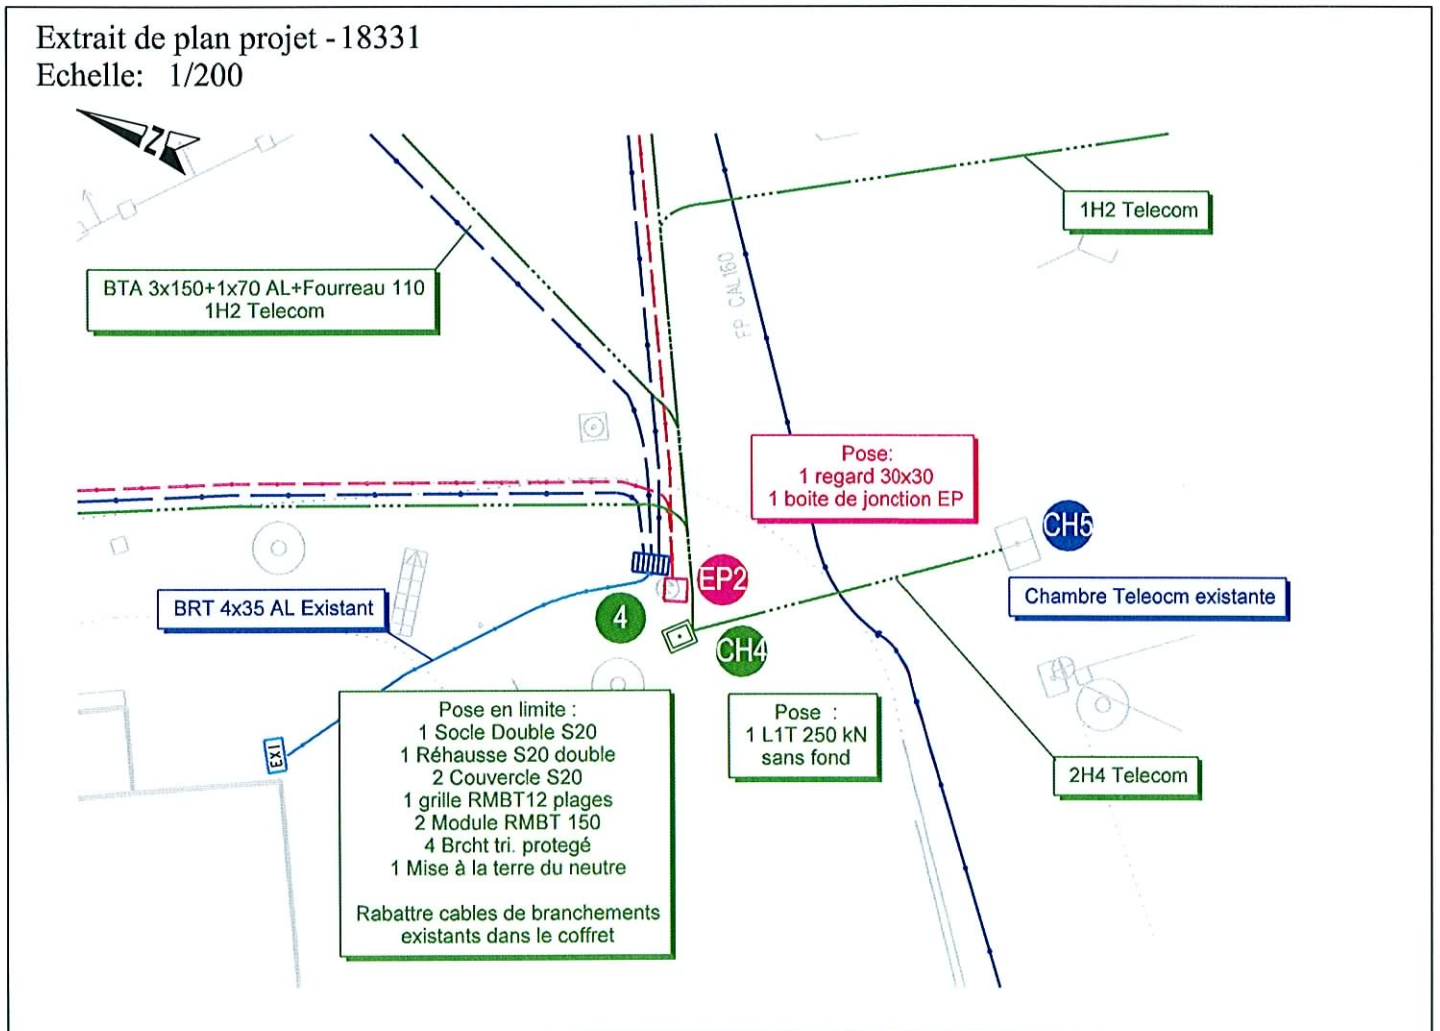 Extrait de plan projet - 18331
Echelle: 1/200
N
1H2 Telecom
BTA 3x150+1x70 AL+Fourreau 110
1H2 Telecom
FP CAL160
Pose:
1 regard 30x30
1 boite de jonction EP
CH5
EP2
BRT 4x35 AL Existant
Chambre Teleocm existante
4
CH4
Pose en limite :
1 Socle Double S20
1 Réhausse S20 double
2 Couvercle S20
1 grille RMBT12 plages
2 Module RMBT 150
4 Brcht tri. protegé
1 Mise à la terre du neutre
Rabattre cables de branchements
existants dans le coffret
Pose :
1 L1T 250 kN
sans fond
EXI
2H4 Telecom